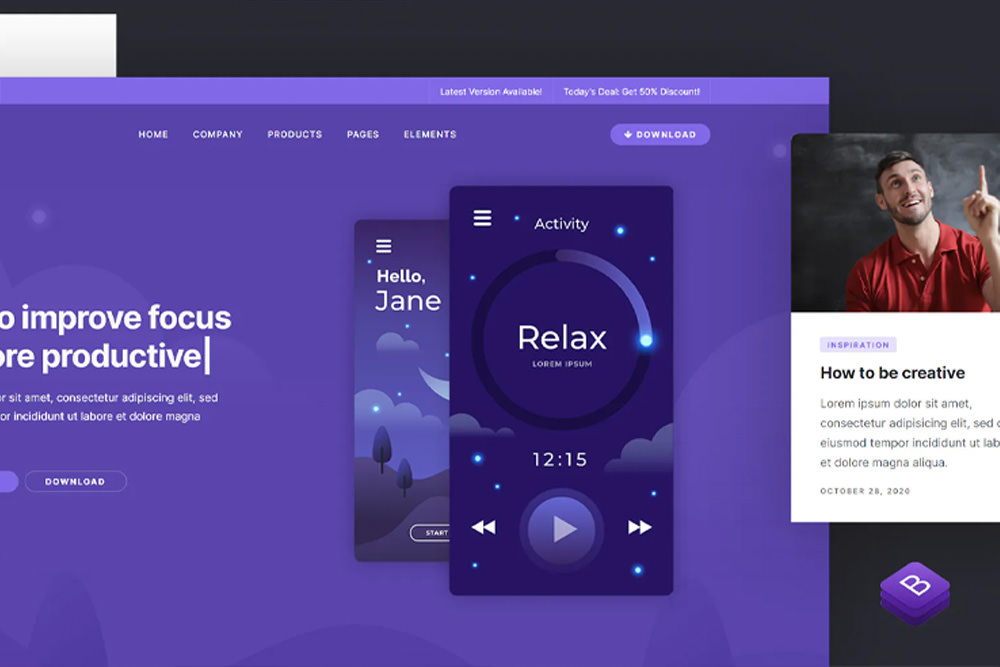 Latest Version Available!
Today's Deal: Get 50% Discount!
HOME COMPANY PRODUCTS PAGES ELEMENTS
DOWNLOAD
o improve focus
ore productive|
or sit amet, consectetur adipiscing elit, sed
or incididunt ut labore et dolore magna
DOWNLOAD
Hello,
Jane
START
Activity
Relax
LOREM IPSUM
12:15
INSPIRATION
How to be creative
Lorem ipsum dolor sit amet,
consectetur adipisicing elit, sed
eiusmod tempor incididunt ut lab
et dolore magna aliqua.
OCTOBER 28, 2020
B